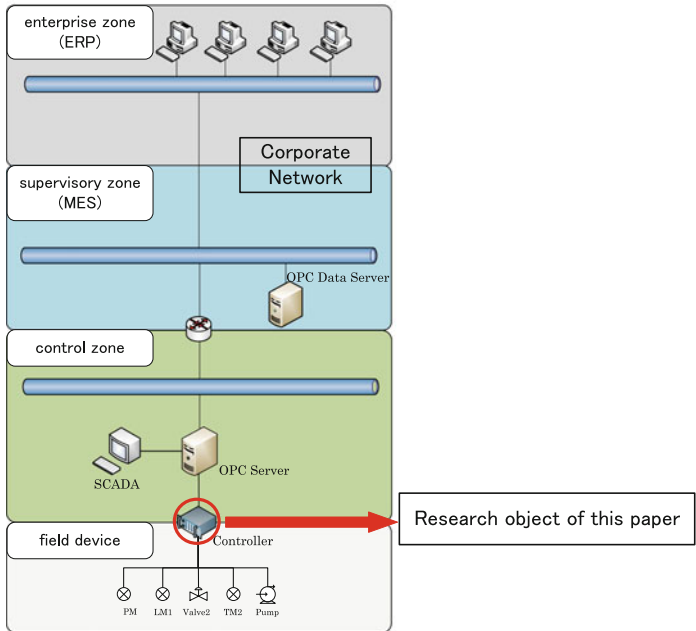 enterprise zone
(ERP)
Corporate
Network
supervisory zone
(MES)
OPC Data Server
control zone
OPC Server
SCADA
Research object of this paper
field device
Controller
PM LM1 Valve2 TM2 Pump